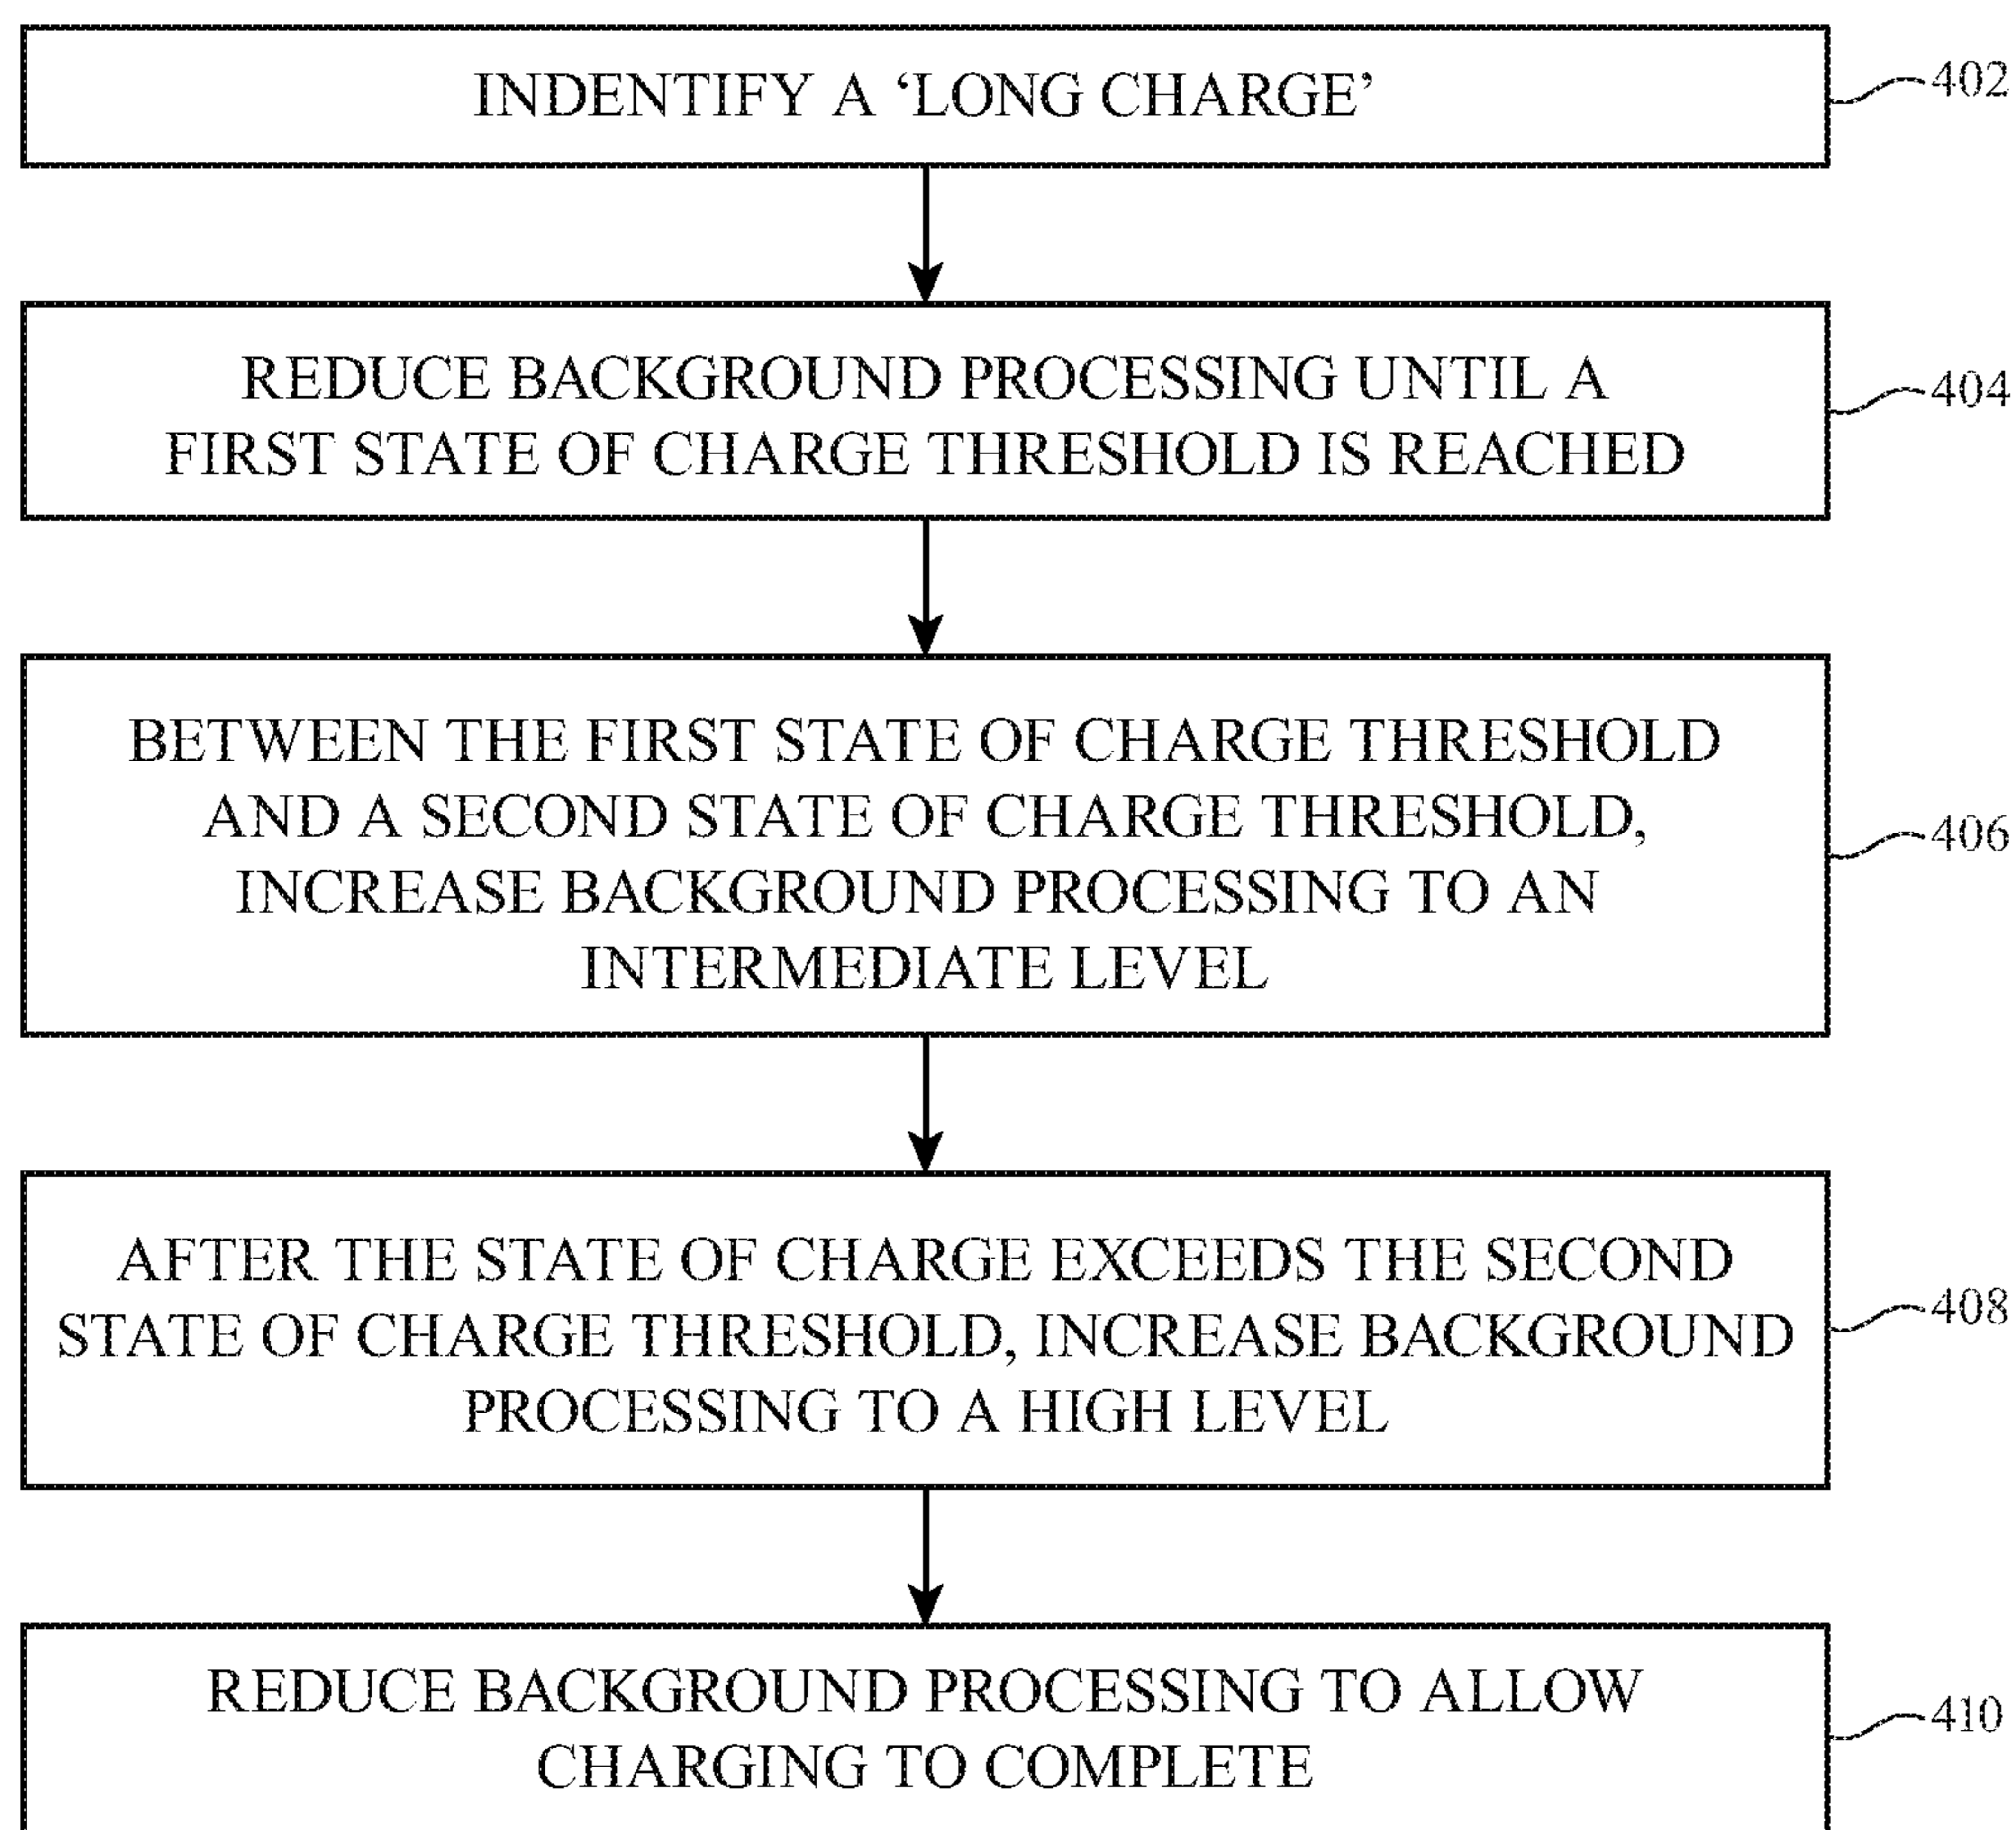 INDENTIFY A ‘LONG CHARGE’
402
REDUCE BACKGROUND PROCESSING UNTIL A
FIRST STATE OF CHARGE THRESHOLD IS REACHED
404
BETWEEN THE FIRST STATE OF CHARGE THRESHOLD
AND A SECOND STATE OF CHARGE THRESHOLD,
INCREASE BACKGROUND PROCESSING TO AN
INTERMEDIATE LEVEL
406
AFTER THE STATE OF CHARGE EXCEEDS THE SECOND
STATE OF CHARGE THRESHOLD, INCREASE BACKGROUND
PROCESSING TO A HIGH LEVEL
408
REDUCE BACKGROUND PROCESSING TO ALLOW
CHARGING TO COMPLETE
410